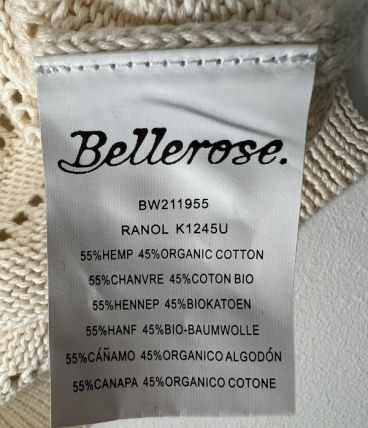 Bellerose.
BW211955
RANOL K1245U
55%HEMP 45%ORGANIC COTTON
55%CHANVRE 45%COTON BIO
55%HENNEP 45%BIOKATOEN
55%HANF 45%BIO-BAUMWOLLE
55%CÁÑAMO 45%ORGANICO ALGODÓN
55%CANAPA 45%ORGANICO COTONE